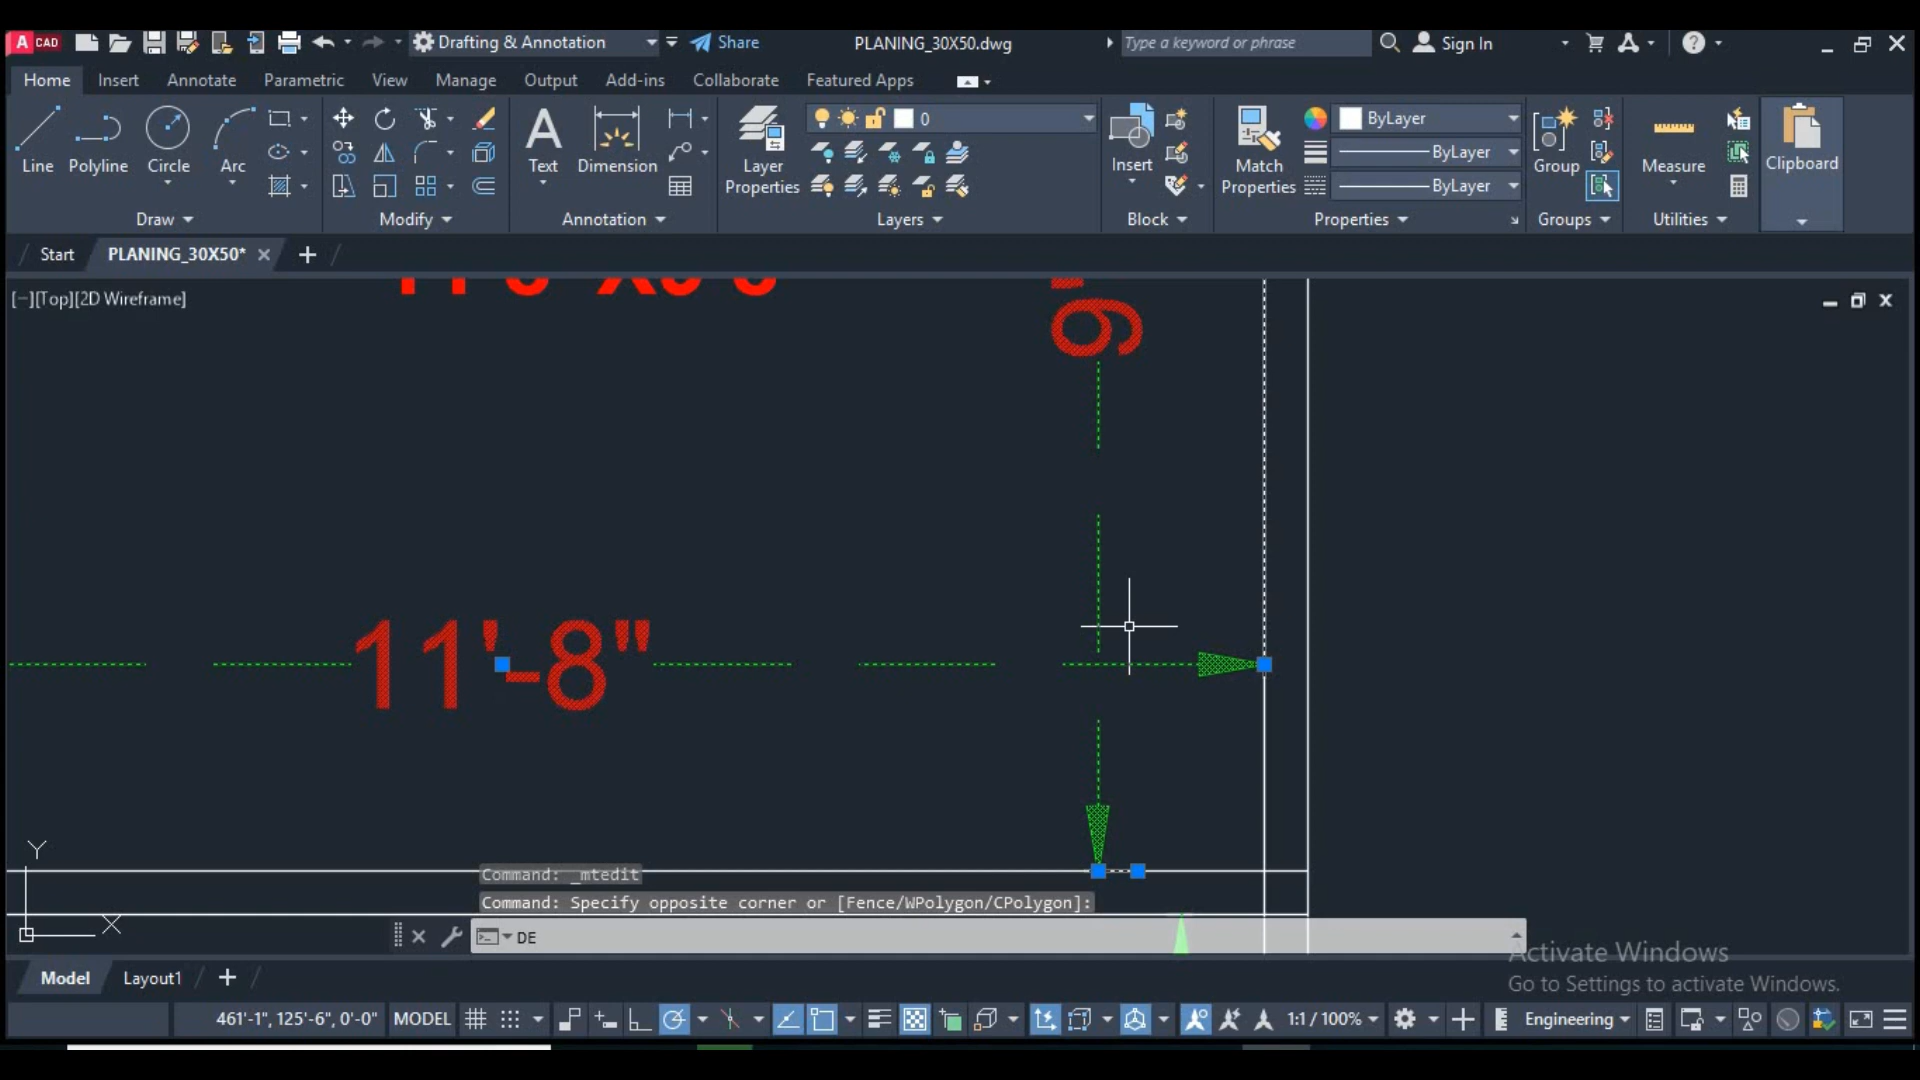 A CAD Drafting & Annotation Share PLANING_30X50.dwg Type a keyword or phrase Sign In
Home Insert Annotate Parametric View Manage Output Add-ins Collaborate Featured Apps
0 ByLayer
ByLayer
Line Polyline Circle Arc Text Dimension Layer Properties Insert Match Properties Group Measure Clipboard
ByLayer
Draw Modify Annotation Layers Block Properties Groups Utilities
Start PLANING_30X50*
[−][Top][2D Wireframe]
11'-8"
Y
X
Command: _mtedit
Command: Specify opposite corner or [Fence/WPolygon/CPolygon]:
DE
Activate Windows
Go to Settings to activate Windows.
Model Layout1
461'-1", 125'-6", 0'-0" MODEL 1:1 / 100% Engineering